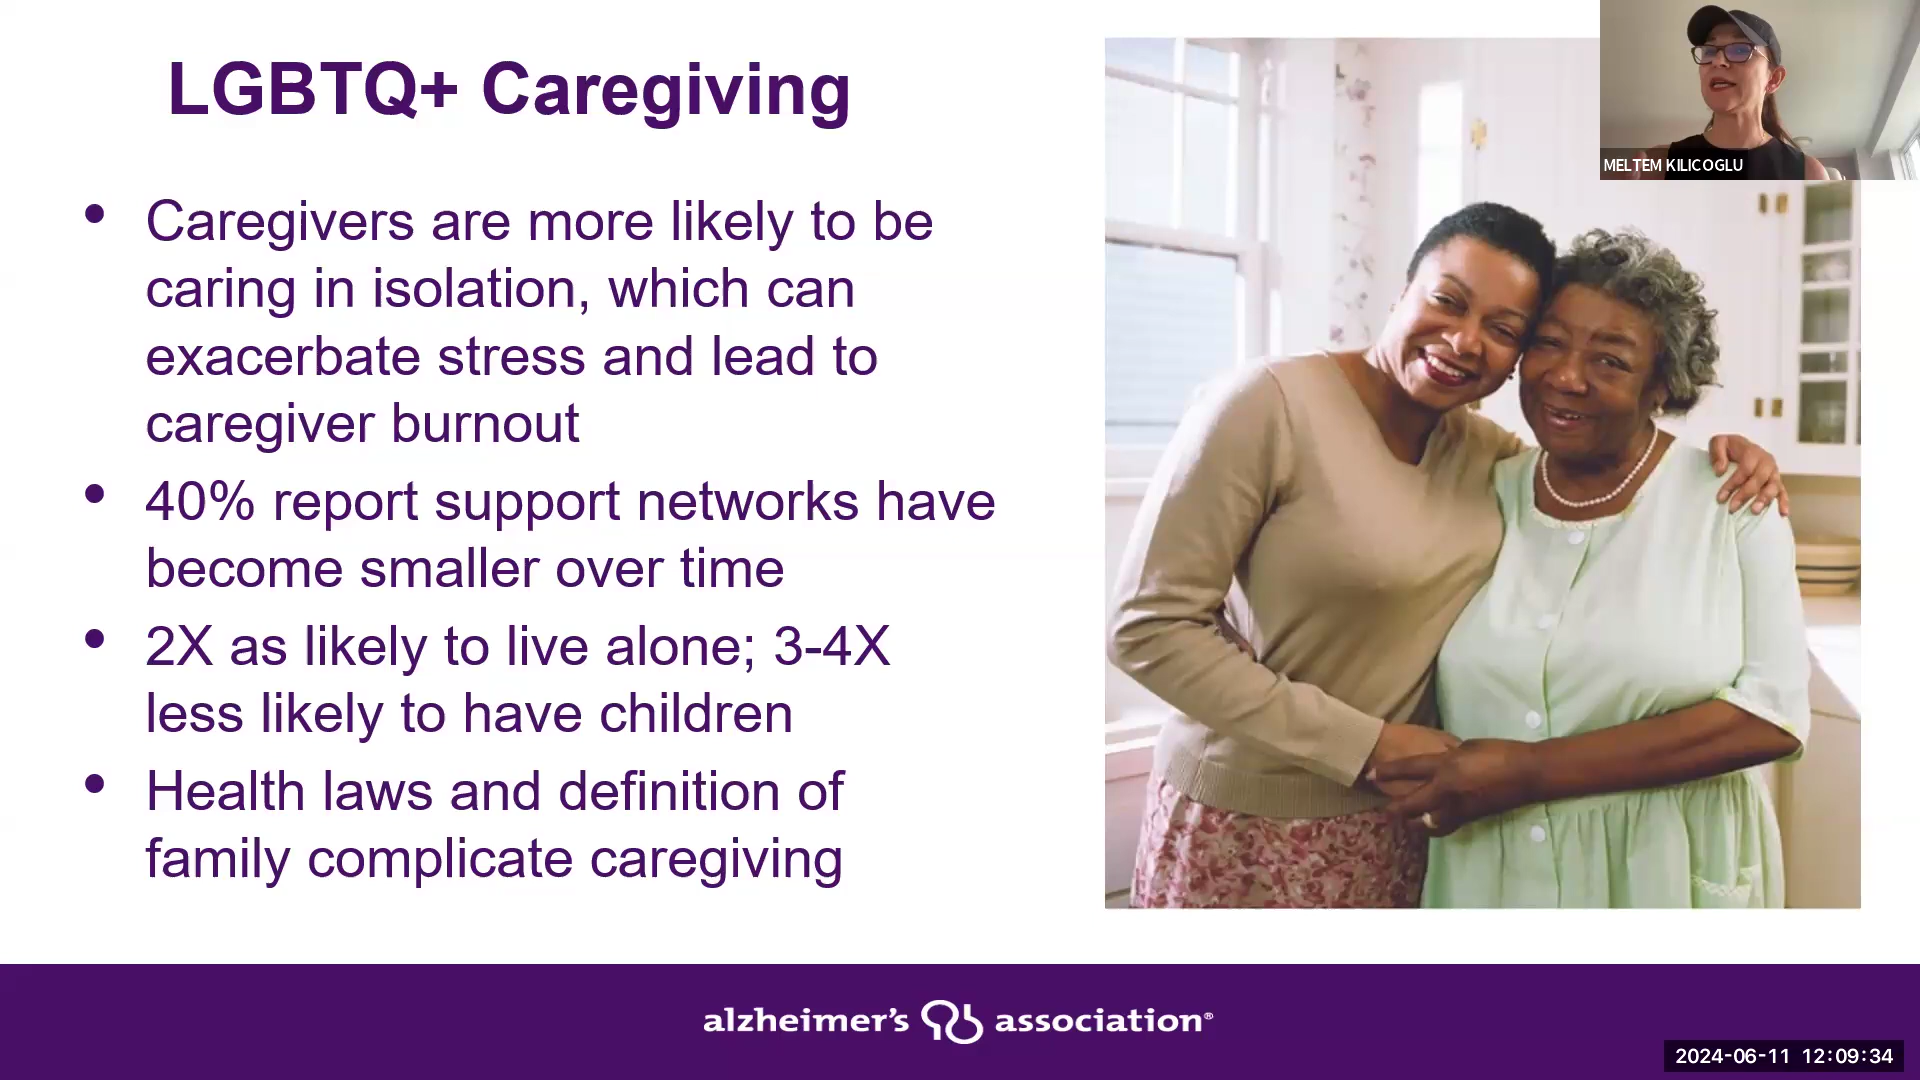 LGBTQ+ Caregiving
MELTEM KILICOGLU
• Caregivers are more likely to be
caring in isolation, which can
exacerbate stress and lead to
caregiver burnout
• 40% report support networks have
become smaller over time
• 2X as likely to live alone; 3-4X
less likely to have children
• Health laws and definition of
family complicate caregiving
alzheimer's association®
2024-06-11 12:09:34